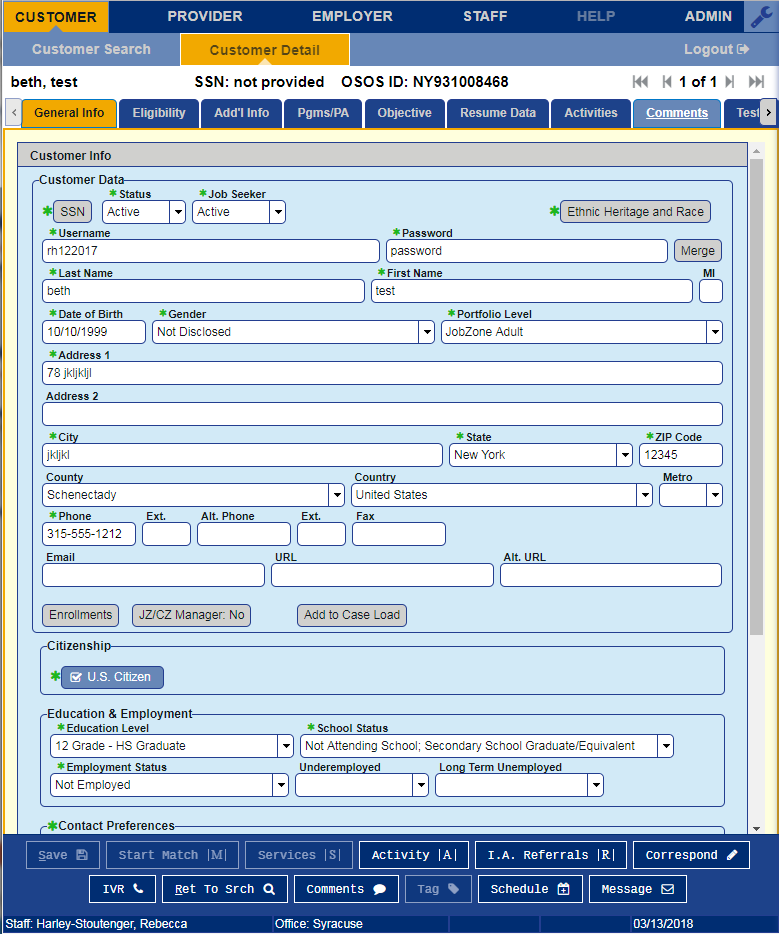 CUSTOMER PROVIDER EMPLOYER STAFF HELP ADMIN
Customer Search Customer Detail Logout
beth, test SSN: not provided OSOS ID: NY931008468 1 of 1
General Info Eligibility Add'l Info Pgms/PA Objective Resume Data Activities Comments Test
Customer Info
Customer Data
* Status * Job Seeker
* SSN Active Active * Ethnic Heritage and Race
* Username * Password
rh122017 password Merge
* Last Name * First Name MI
beth test
* Date of Birth * Gender * Portfolio Level
10/10/1999 Not Disclosed JobZone Adult
* Address 1
78 jkljkljl
Address 2
* City * State * ZIP Code
jkljkl New York 12345
County Country Metro
Schenectady United States
* Phone Ext. Alt. Phone Ext. Fax
315-555-1212
Email URL Alt. URL
Enrollments JZ/CZ Manager: No Add to Case Load
Citizenship
* U.S. Citizen
Education & Employment
* Education Level * School Status
12 Grade - HS Graduate Not Attending School; Secondary School Graduate/Equivalent
* Employment Status Underemployed Long Term Unemployed
Not Employed
* Contact Preferences
Save Start Match |M| Services |S| Activity |A| I.A. Referrals |R| Correspond
IVR Ret To Srch Comments Tag Schedule Message
Staff: Harley-Stoutenger, Rebecca Office: Syracuse 03/13/2018